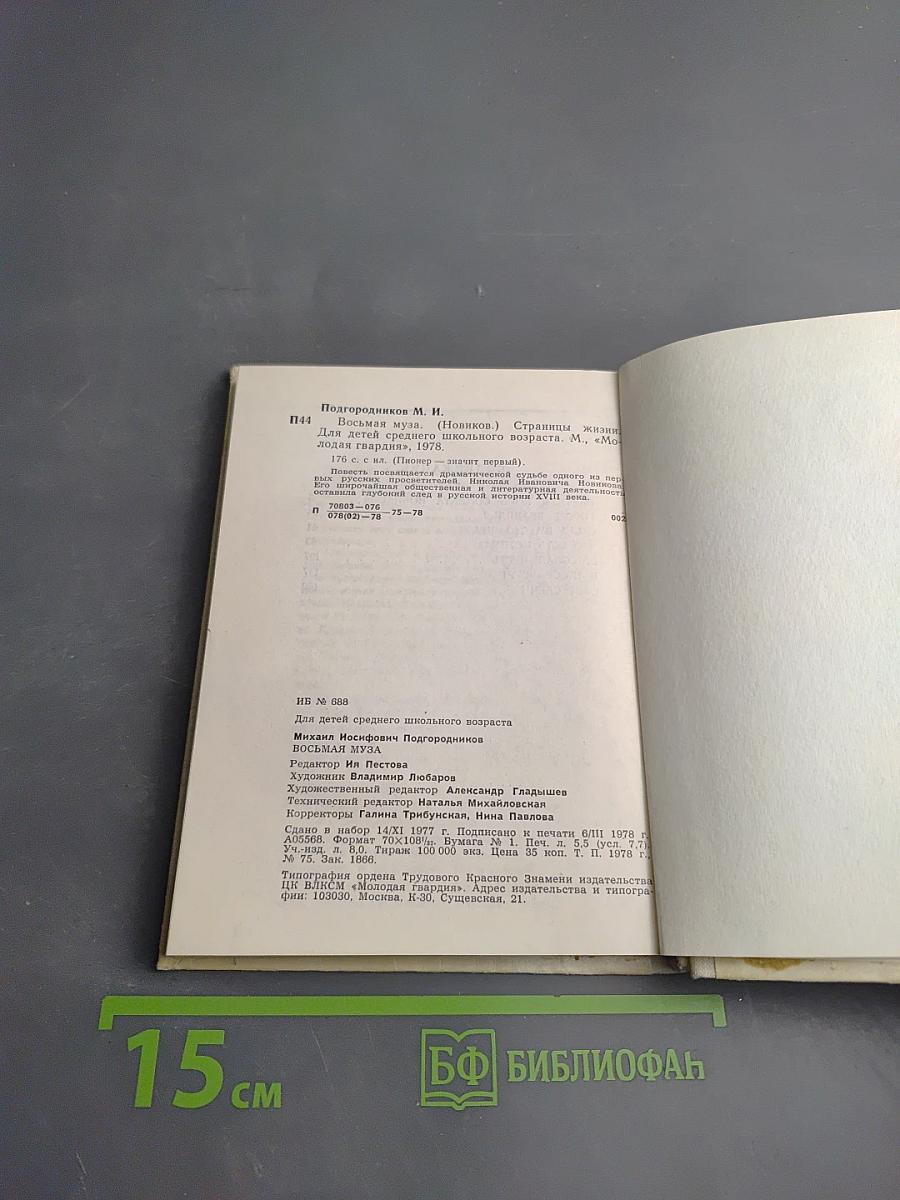 Подгородников М. И.
П44 Восьмая муза. (Новиков.) Страницы жизни.
Для детей среднего школьного возраста. М., «Мо-
лодая гвардия», 1978.
176 с. с ил. (Пионер — значит первый).
Повесть посвящается драматической судьбе одного из пер-
вых русских просветителей, Николая Ивановича Новикова.
Его широчайшая общественная и литературная деятельность
оставила глубокий след в русской истории XVIII века.
П 70803—076
078(02)—78 —75—78 002
ИБ № 688
Для детей среднего школьного возраста
Михаил Иосифович Подгородников
ВОСЬМАЯ МУЗА
Редактор Ия Пестова
Художник Владимир Любаров
Художественный редактор Александр Гладышев
Технический редактор Наталья Михайловская
Корректоры Галина Трибунская, Нина Павлова
Сдано в набор 14/XI 1977 г. Подписано к печати 6/III 1978 г.
А05568. Формат 70×108¹/₃₂. Бумага № 1. Печ. л. 5,5 (усл. 7,7).
Уч.-изд. л. 8,0. Тираж 100 000 экз. Цена 35 коп. Т. П. 1978 г.,
№ 75. Зак. 1866.
Типография ордена Трудового Красного Знамени издательства
ЦК ВЛКСМ «Молодая гвардия». Адрес издательства и типогра-
фии: 103030, Москва, К-30, Сущевская, 21.
15 см БФ БИБЛИОФАН